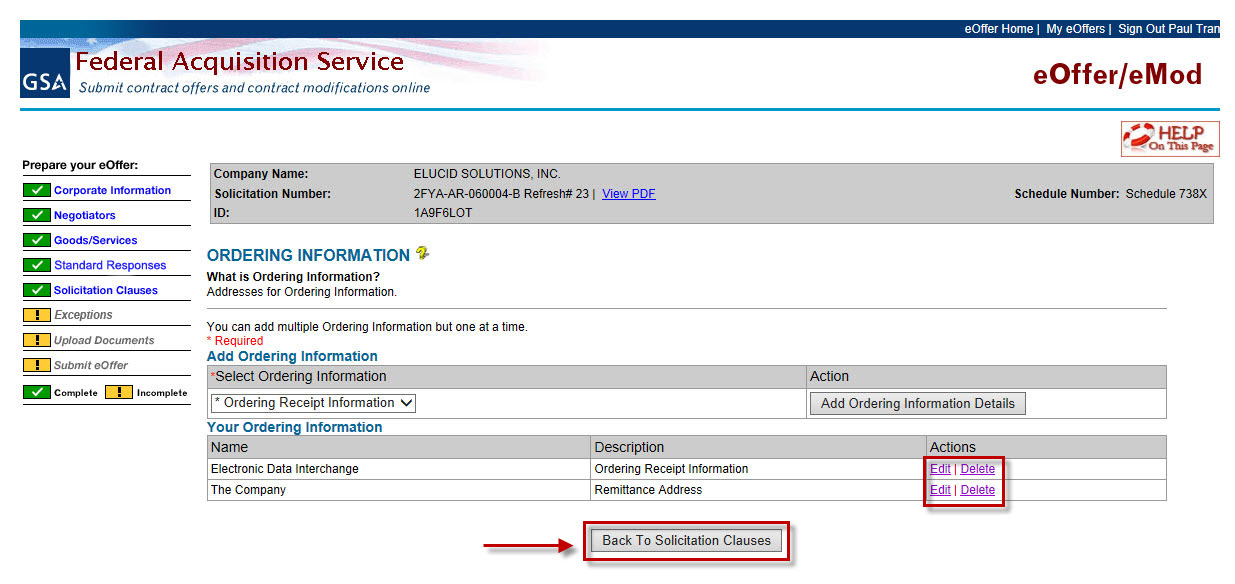 eOffer Home | My eOffers | Sign Out Paul Tran
GSA
Federal Acquisition Service
Submit contract offers and contract modifications online
eOffer/eMod
HELP
On This Page
Prepare your eOffer:
Corporate Information
Negotiators
Goods/Services
Standard Responses
Solicitation Clauses
Exceptions
Upload Documents
Submit eOffer
Complete Incomplete
Company Name: ELUCID SOLUTIONS, INC.
Solicitation Number: 2FYA-AR-060004-B Refresh# 23 | View PDF Schedule Number: Schedule 738X
ID: 1A9F6LOT
ORDERING INFORMATION
What is Ordering Information?
Addresses for Ordering Information.
You can add multiple Ordering Information but one at a time.
* Required
Add Ordering Information
*Select Ordering Information Action
* Ordering Receipt Information Add Ordering Information Details
Your Ordering Information
Name Description Actions
Electronic Data Interchange Ordering Receipt Information Edit | Delete
The Company Remittance Address Edit | Delete
Back To Solicitation Clauses